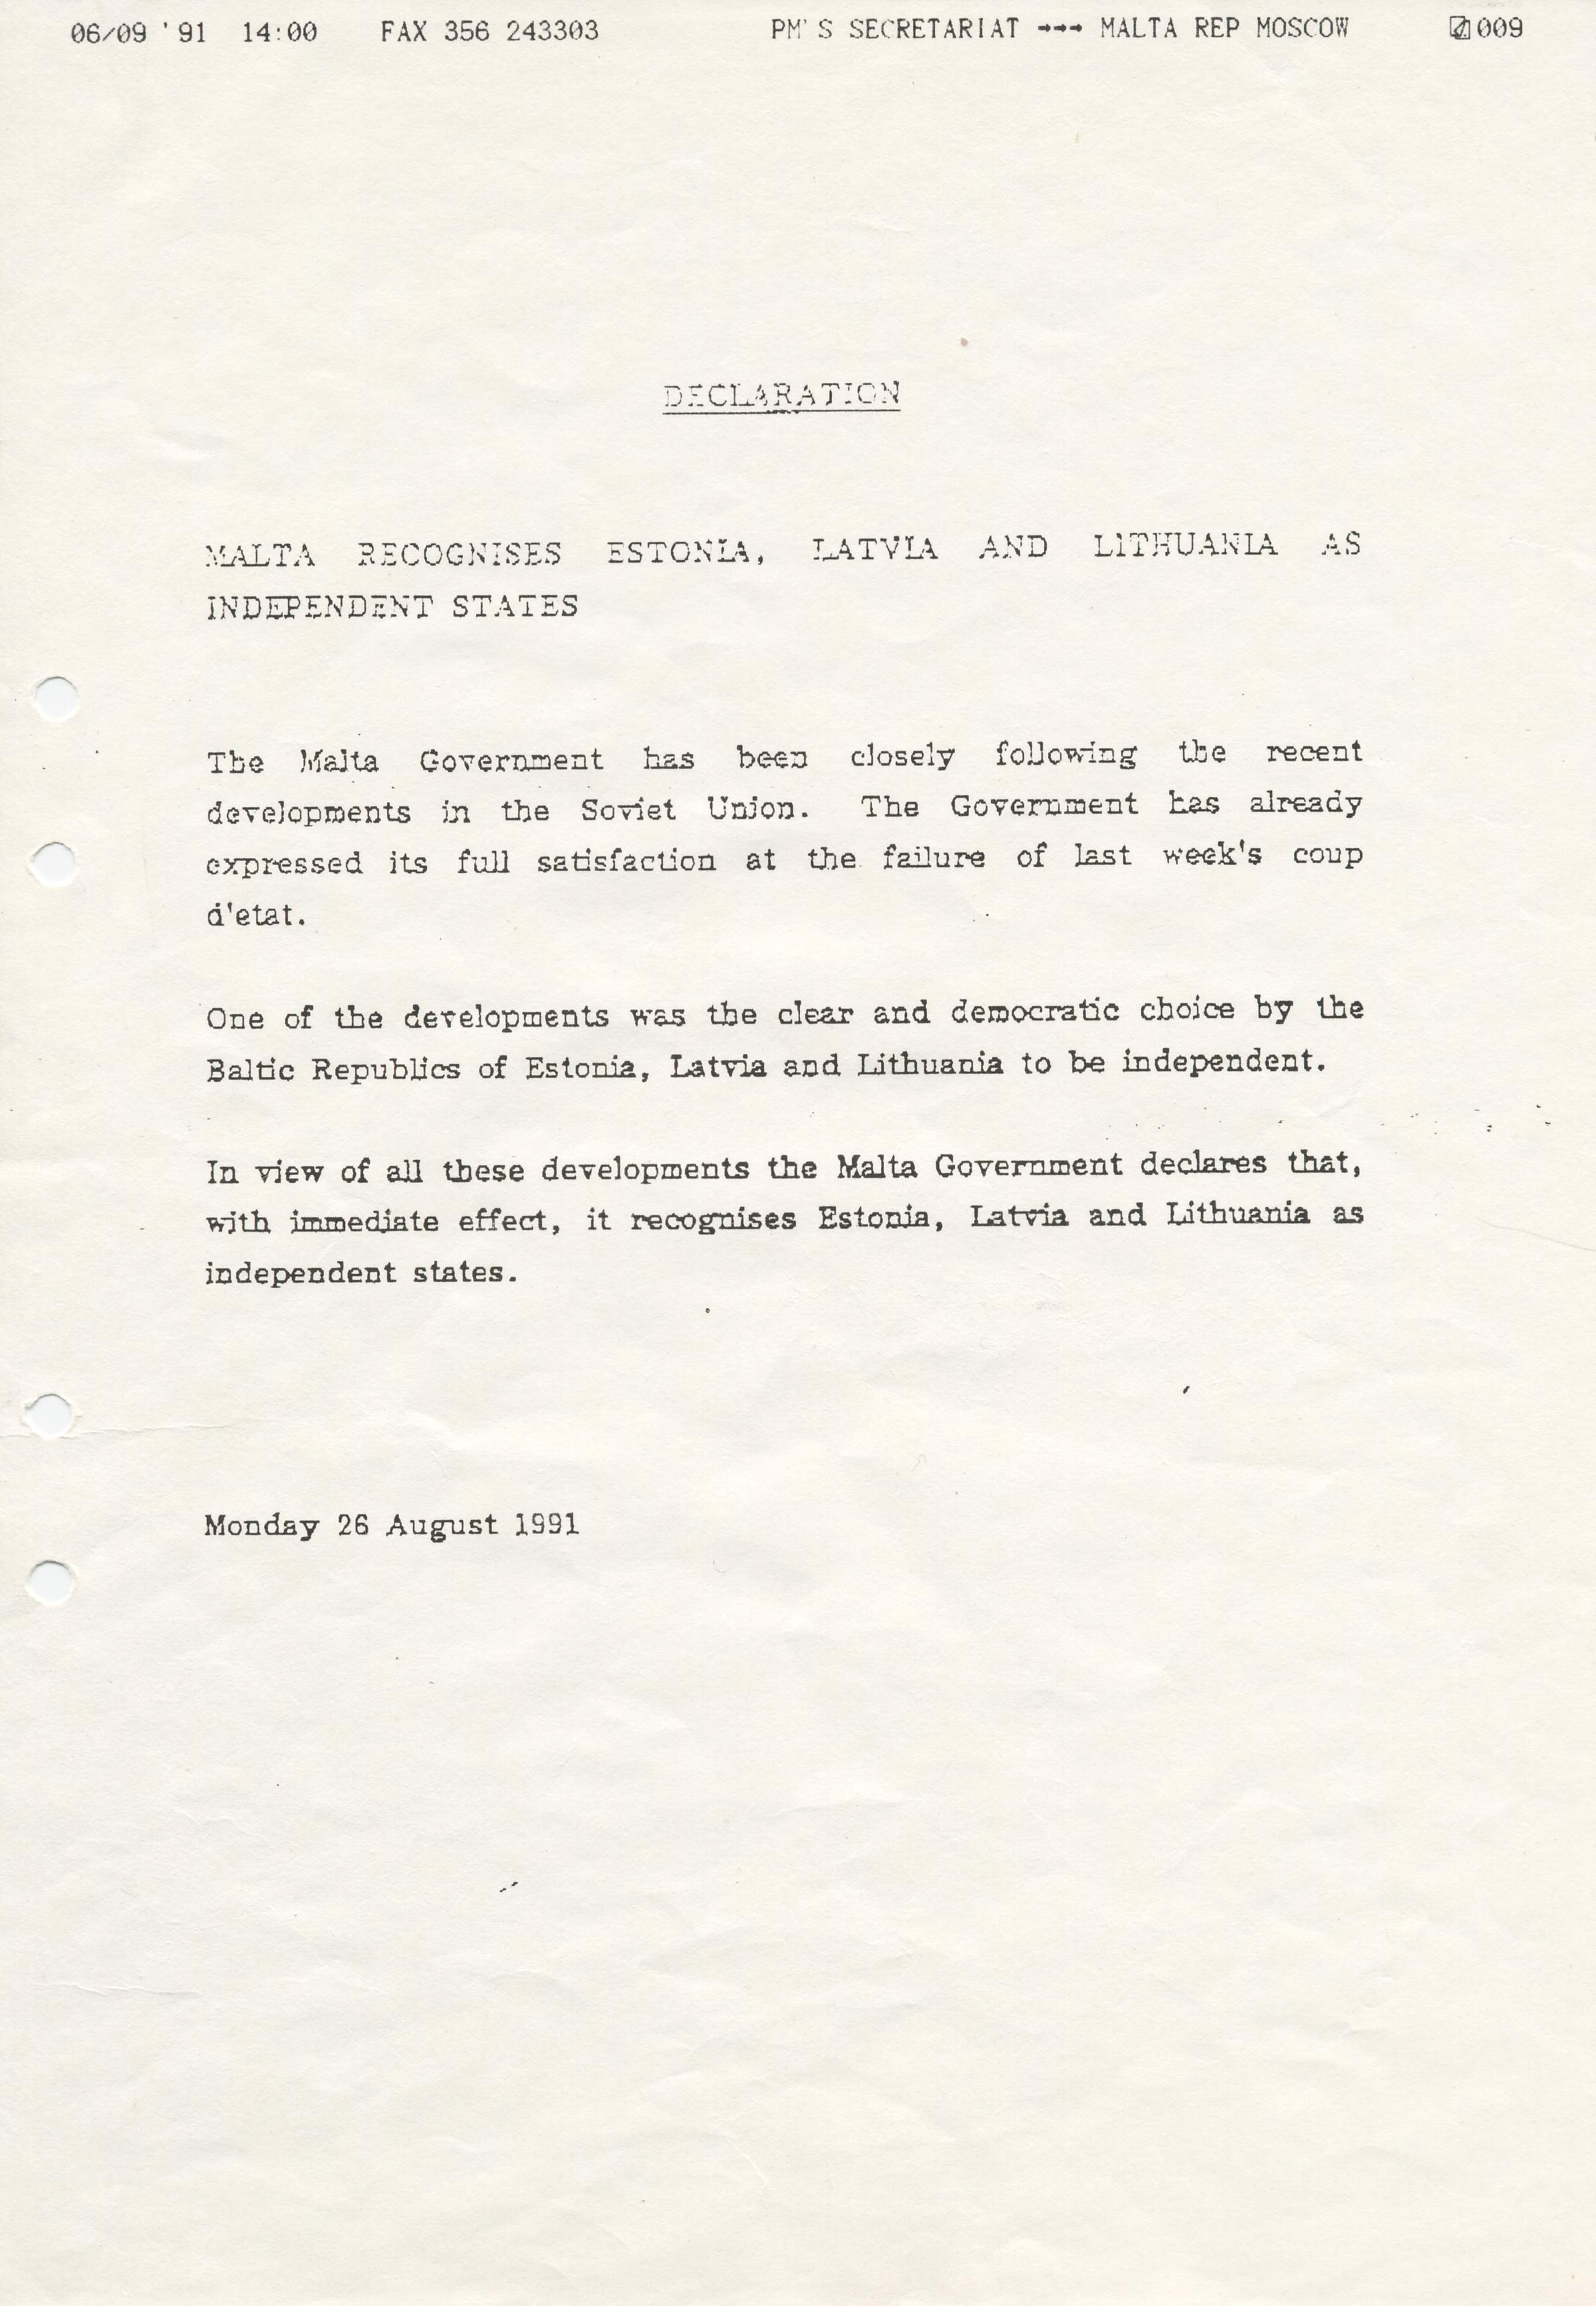 06/09 '91 14:00 FAX 356 243303 PM'S SECRETARIAT →→→ MALTA REP MOSCOW 009
DECLARATION
MALTA RECOGNISES ESTONIA, LATVIA AND LITHUANIA AS
INDEPENDENT STATES
The Malta Government has been closely following the recent
developments in the Soviet Union. The Government has already
expressed its full satisfaction at the failure of last week's coup
d'etat.
One of the developments was the clear and democratic choice by the
Baltic Republics of Estonia, Latvia and Lithuania to be independent.
In view of all these developments the Malta Government declares that,
with immediate effect, it recognises Estonia, Latvia and Lithuania as
independent states.
Monday 26 August 1991